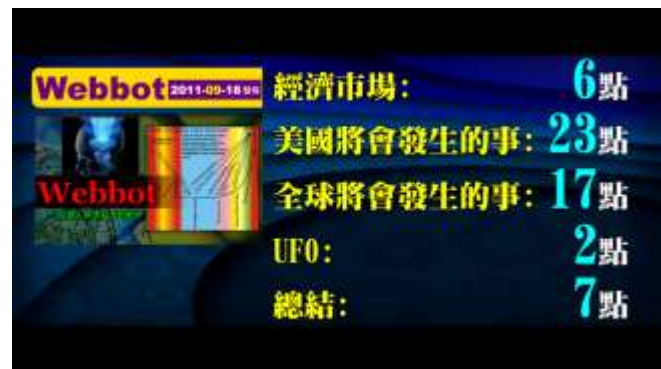 Webbot 2011-09-18
經濟市場: 6點
美國將會發生的事: 23點
Webbot
全球將會發生的事: 17點
UFO: 2點
總結: 7點